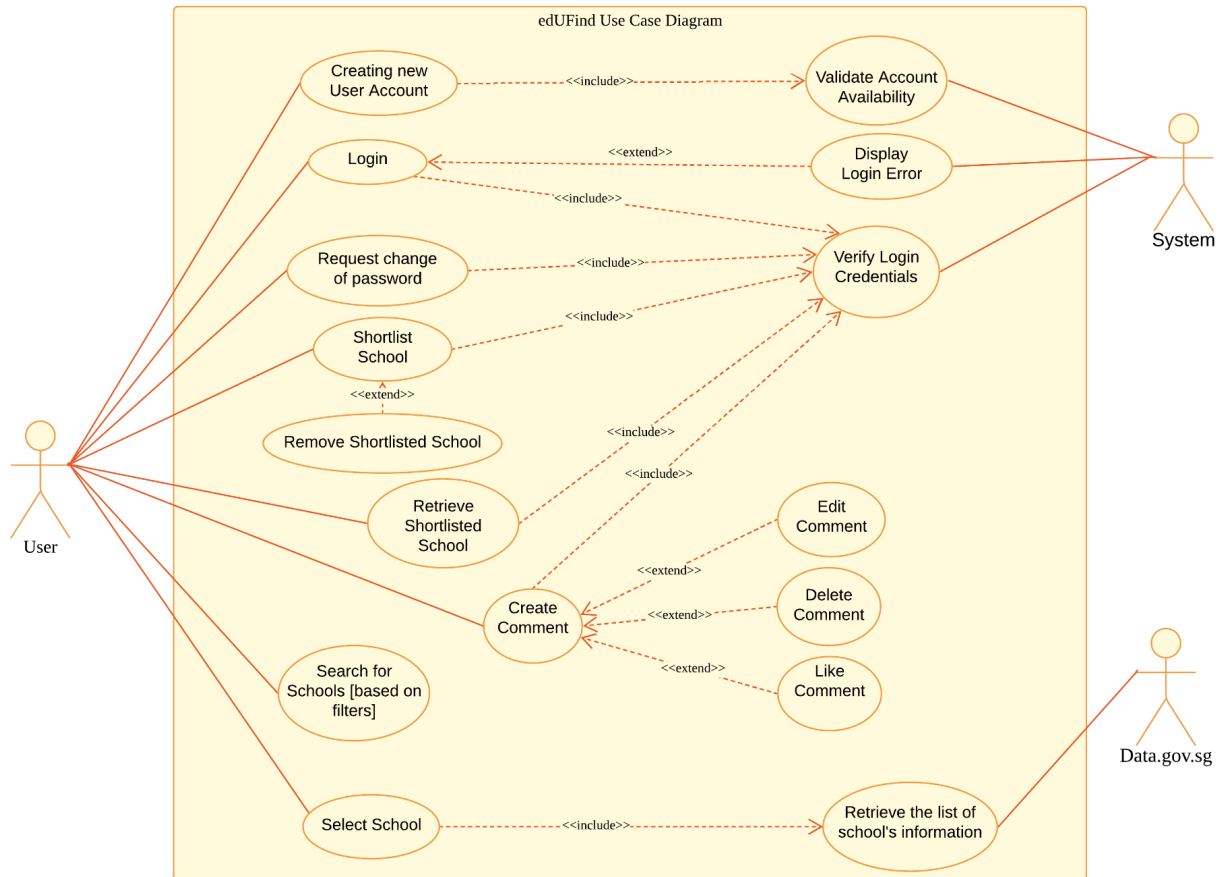 edUFind Use Case Diagram
Creating new
User Account
<<include>>
Validate Account
Availability
Login
<<extend>>
Display
Login Error
<<include>>
System
Request change
of password
<<include>>
Verify Login
Credentials
Shortlist
School
<<include>>
<<extend>>
Remove Shortlisted School
<<include>>
<<include>>
Retrieve
Shortlisted
School
Edit
Comment
User
<<extend>>
Create
Comment
<<extend>>
Delete
Comment
<<extend>>
Like
Comment
Search for
Schools [based on
filters]
Data.gov.sg
Select School
<<include>>
Retrieve the list of
school's information